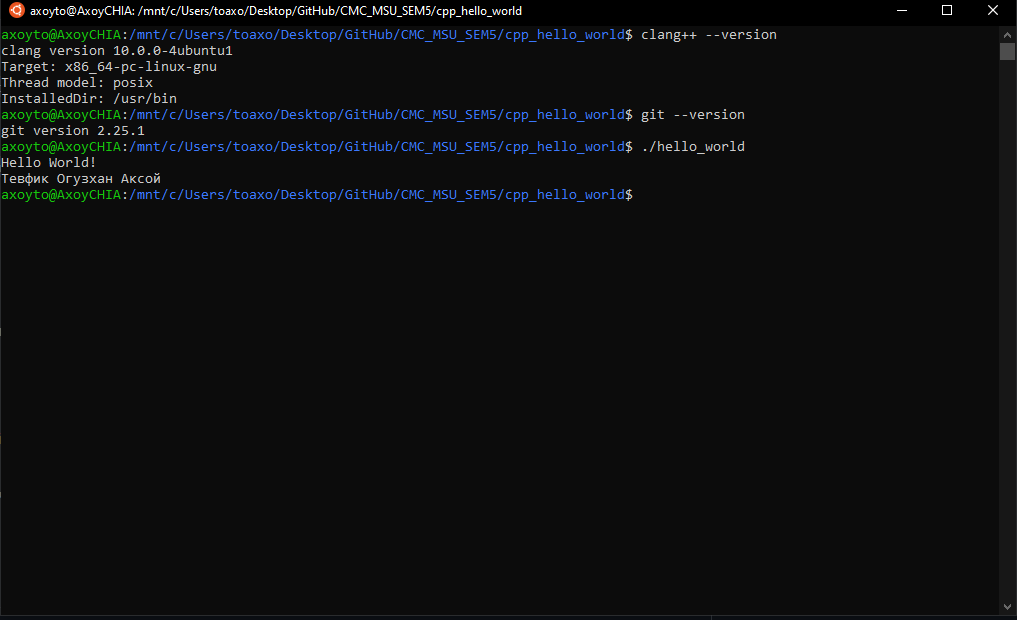 axoyto@AxoyCHIA: /mnt/c/Users/toaxo/Desktop/GitHub/CMC_MSU_SEM5/cpp_hello_world
axoyto@AxoyCHIA:/mnt/c/Users/toaxo/Desktop/GitHub/CMC_MSU_SEM5/cpp_hello_world$ clang++ --version
clang version 10.0.0-4ubuntu1
Target: x86_64-pc-linux-gnu
Thread model: posix
InstalledDir: /usr/bin
axoyto@AxoyCHIA:/mnt/c/Users/toaxo/Desktop/GitHub/CMC_MSU_SEM5/cpp_hello_world$ git --version
git version 2.25.1
axoyto@AxoyCHIA:/mnt/c/Users/toaxo/Desktop/GitHub/CMC_MSU_SEM5/cpp_hello_world$ ./hello_world
Hello World!
Тевфик Огузхан Аксой
axoyto@AxoyCHIA:/mnt/c/Users/toaxo/Desktop/GitHub/CMC_MSU_SEM5/cpp_hello_world$